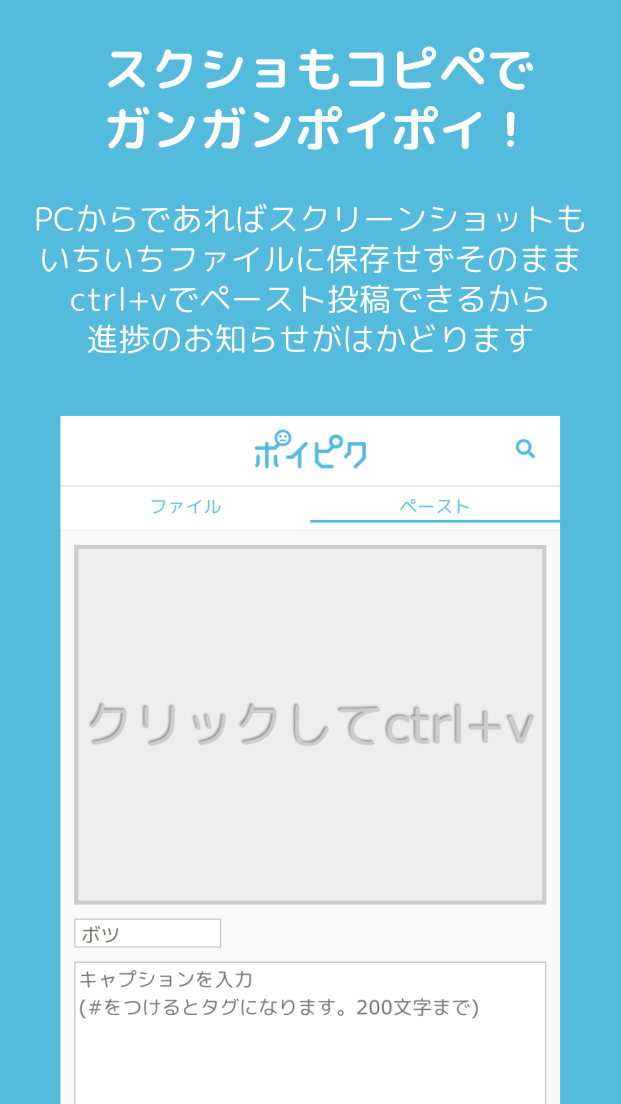 スクショもコピペで
ガンガンポイポイ！
PCからであればスクリーンショットも
いちいちファイルに保存せずそのまま
ctrl+vでペースト投稿できるから
進捗のお知らせがはかどります
ポイピク
ファイル
ペースト
クリックしてctrl+v
ボツ
キャプションを入力
(#をつけるとタグになります。200文字まで)